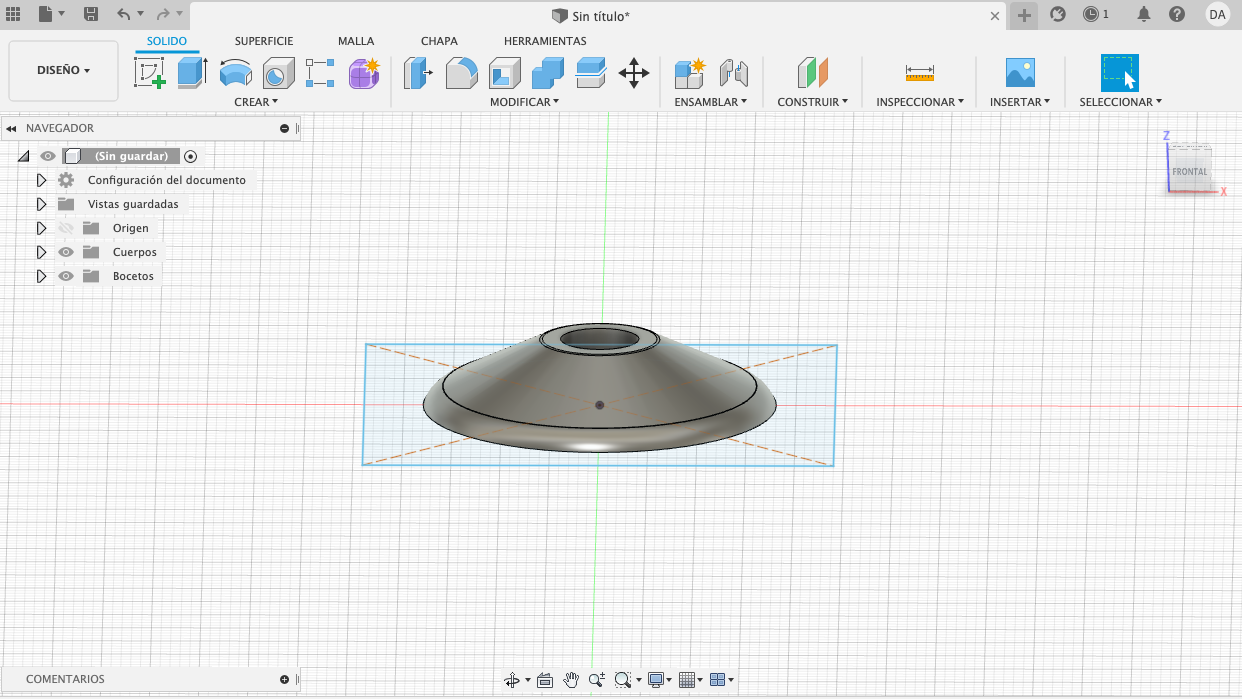 Sin título*
1
DA
DISEÑO
SOLIDO
SUPERFICIE
MALLA
CHAPA
HERRAMIENTAS
CREAR
MODIFICAR
ENSAMBLAR
CONSTRUIR
INSPECCIONAR
INSERTAR
SELECCIONAR
NAVEGADOR
(Sin guardar)
Configuración del documento
Vistas guardadas
Origen
Cuerpos
Bocetos
Z
FRONTAL
X
COMENTARIOS